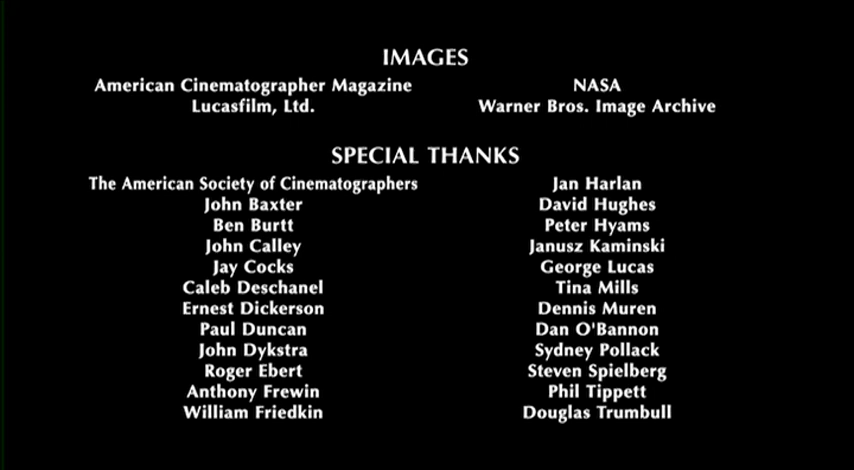 IMAGES
American Cinematographer Magazine
Lucasfilm, Ltd.
NASA
Warner Bros. Image Archive
SPECIAL THANKS
The American Society of Cinematographers
John Baxter
Ben Burtt
John Calley
Jay Cocks
Caleb Deschanel
Ernest Dickerson
Paul Duncan
John Dykstra
Roger Ebert
Anthony Frewin
William Friedkin
Jan Harlan
David Hughes
Peter Hyams
Janusz Kaminski
George Lucas
Tina Mills
Dennis Muren
Dan O'Bannon
Sydney Pollack
Steven Spielberg
Phil Tippett
Douglas Trumbull